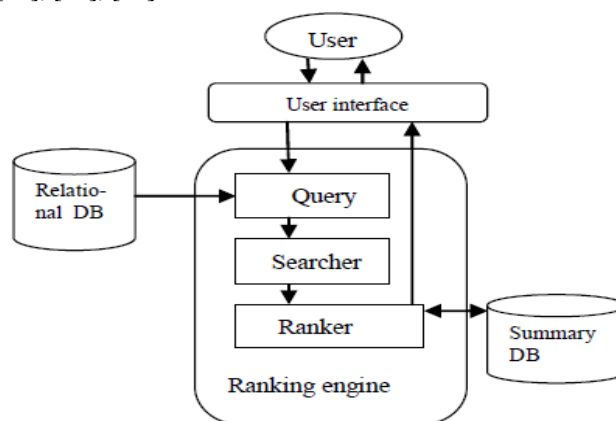 User
User interface
Relatio-
nal DB
Query
Searcher
Ranker
Summary
DB
Ranking engine